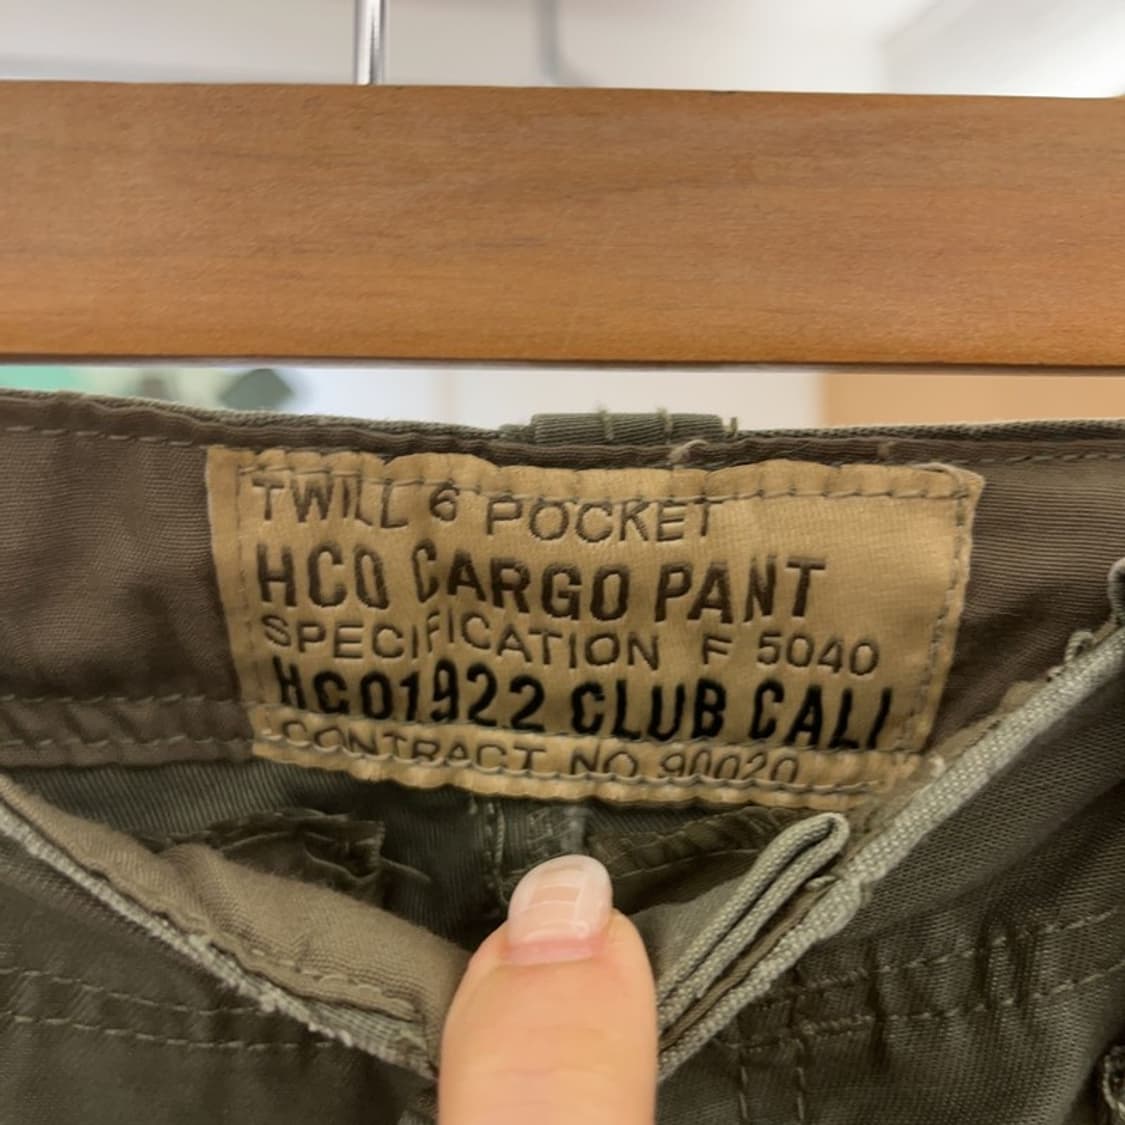 TWILL 6 POCKET
HCO CARGO PANT
SPECIFICATION F 5040
HCO1922 CLUB CALI
CONTRACT NO 90020